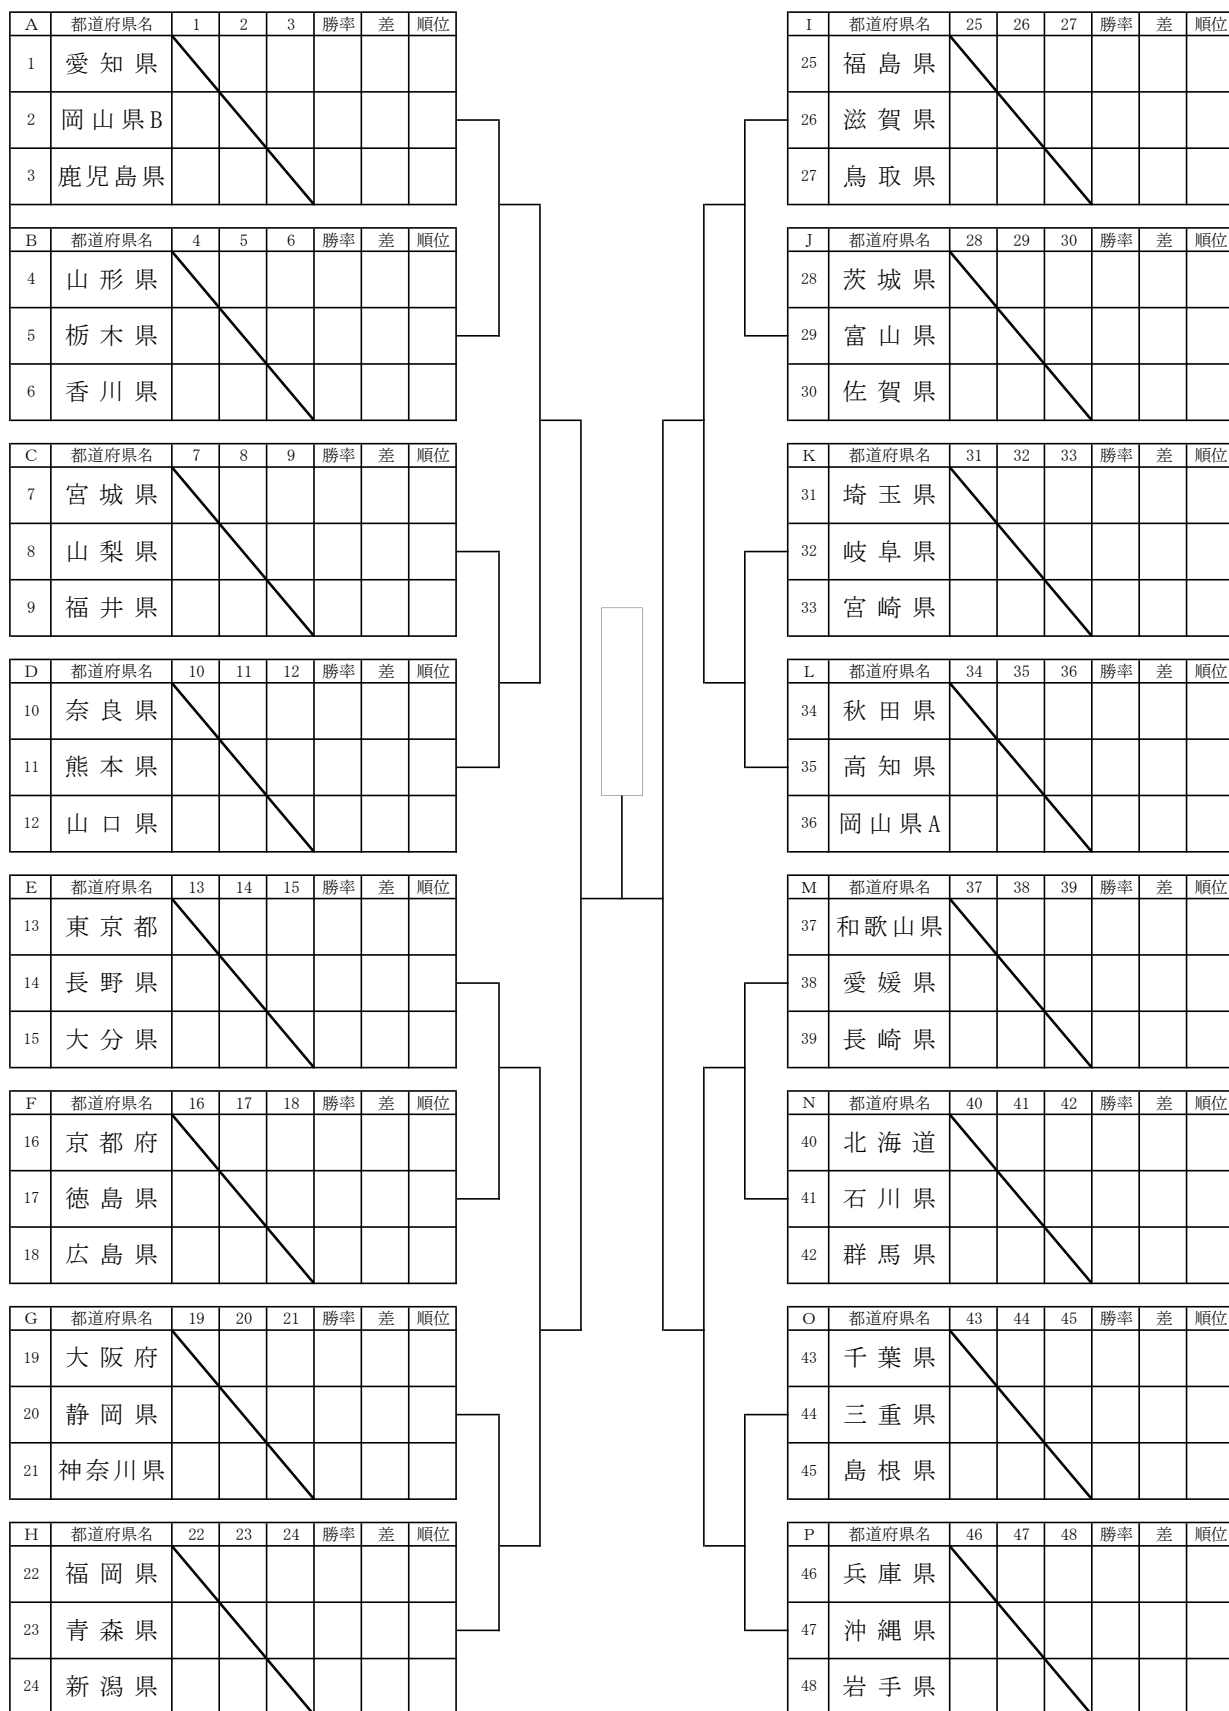 A 都道府県名 1 2 3 勝率 差 順位
1 愛知県
2 岡山県B
3 鹿児島県
B 都道府県名 4 5 6 勝率 差 順位
4 山形県
5 栃木県
6 香川県
C 都道府県名 7 8 9 勝率 差 順位
7 宮城県
8 山梨県
9 福井県
D 都道府県名 10 11 12 勝率 差 順位
10 奈良県
11 熊本県
12 山口県
E 都道府県名 13 14 15 勝率 差 順位
13 東京都
14 長野県
15 大分県
F 都道府県名 16 17 18 勝率 差 順位
16 京都府
17 徳島県
18 広島県
G 都道府県名 19 20 21 勝率 差 順位
19 大阪府
20 静岡県
21 神奈川県
H 都道府県名 22 23 24 勝率 差 順位
22 福岡県
23 青森県
24 新潟県
I 都道府県名 25 26 27 勝率 差 順位
25 福島県
26 滋賀県
27 鳥取県
J 都道府県名 28 29 30 勝率 差 順位
28 茨城県
29 富山県
30 佐賀県
K 都道府県名 31 32 33 勝率 差 順位
31 埼玉県
32 岐阜県
33 宮崎県
L 都道府県名 34 35 36 勝率 差 順位
34 秋田県
35 高知県
36 岡山県A
M 都道府県名 37 38 39 勝率 差 順位
37 和歌山県
38 愛媛県
39 長崎県
N 都道府県名 40 41 42 勝率 差 順位
40 北海道
41 石川県
42 群馬県
O 都道府県名 43 44 45 勝率 差 順位
43 千葉県
44 三重県
45 島根県
P 都道府県名 46 47 48 勝率 差 順位
46 兵庫県
47 沖縄県
48 岩手県